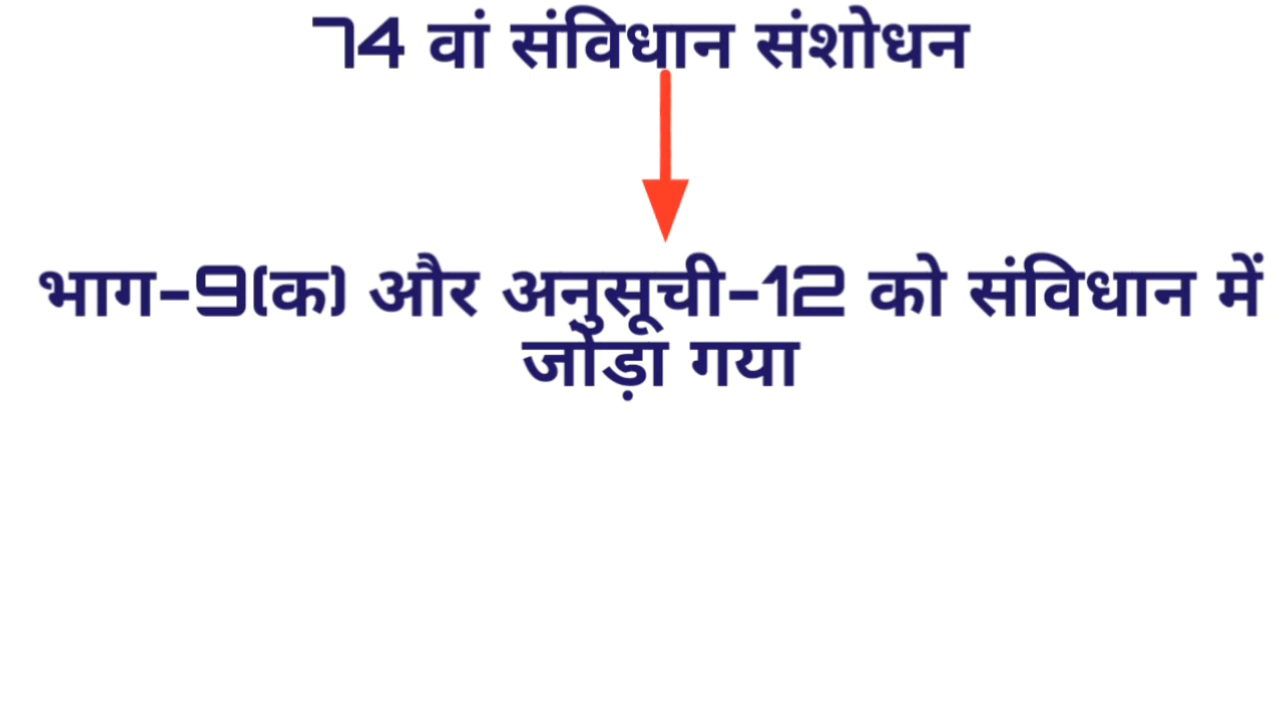 74 वां संविधान संशोधन
भाग-9(क) और अनुसूची-12 को संविधान में
जोड़ा गया